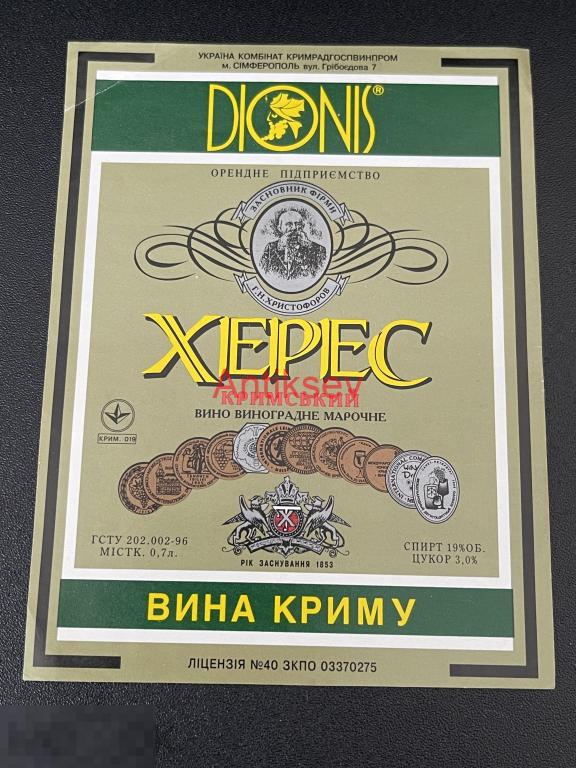 УКРАЇНА КОМБІНАТ КРИМРАДГОСПВИНПРОМ
м. СІМФЕРОПОЛЬ вул. Грібоєдова 7
DIONIS®
ОРЕНДНЕ ПІДПРИЄМСТВО
ЗАСНОВНИК ФІРМИ
Г.Н.ХРИСТОФОРОВ
ХЕРЕС
Antiksev
КРИМСЬКИЙ
ВИНО ВИНОГРАДНЕ МАРОЧНЕ
КРИМ. 019
ГСТУ 202.002-96
МІСТК. 0,7л.
РІК ЗАСНУВАННЯ 1853
СПИРТ 19%ОБ.
ЦУКОР 3,0%
ВИНА КРИМУ
ЛІЦЕНЗІЯ №40 ЗКПО 03370275